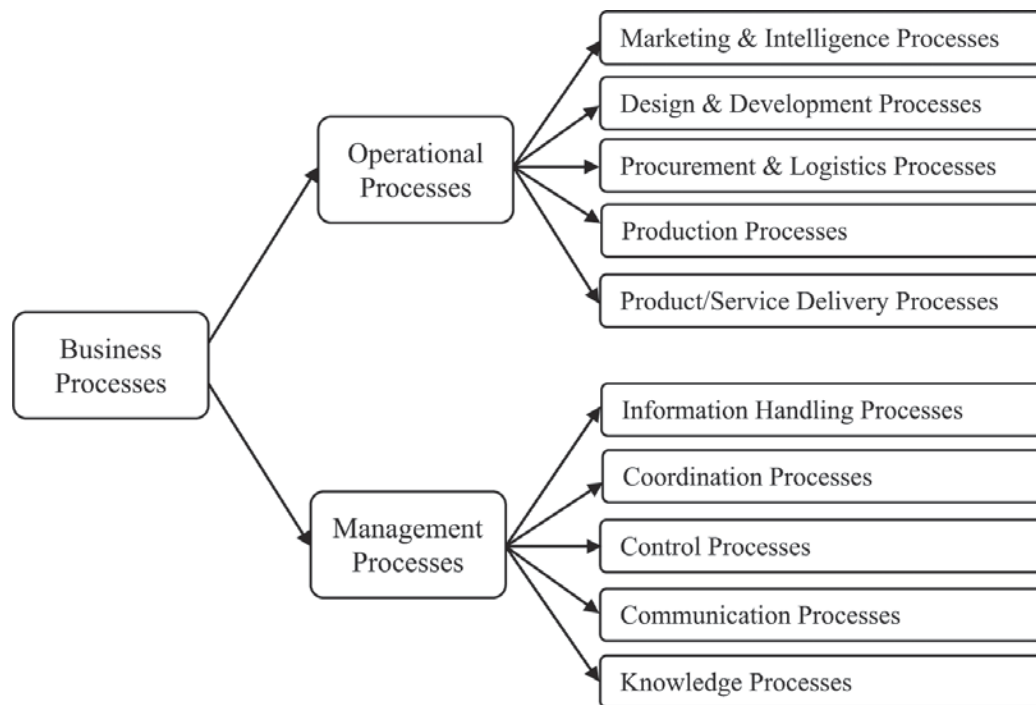 Marketing & Intelligence Processes
Design & Development Processes
Operational
Processes
Procurement & Logistics Processes
Production Processes
Product/Service Delivery Processes
Business
Processes
Information Handling Processes
Coordination Processes
Management
Processes
Control Processes
Communication Processes
Knowledge Processes